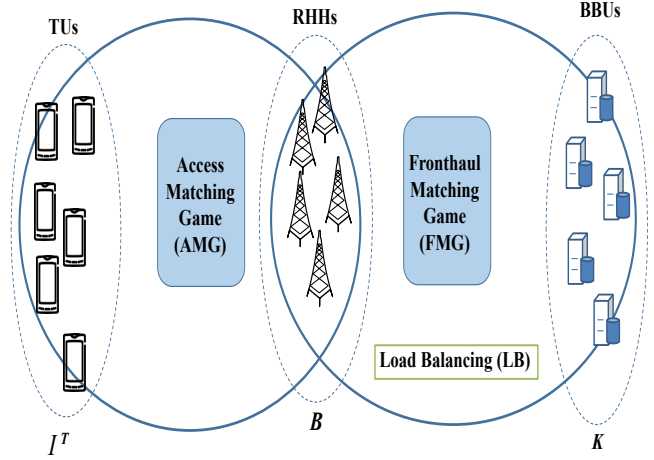 TUs
RHHs
BBUs
Access
Matching
Game
(AMG)
Fronthaul
Matching
Game
(FMG)
Load Balancing (LB)
I^T
B
K